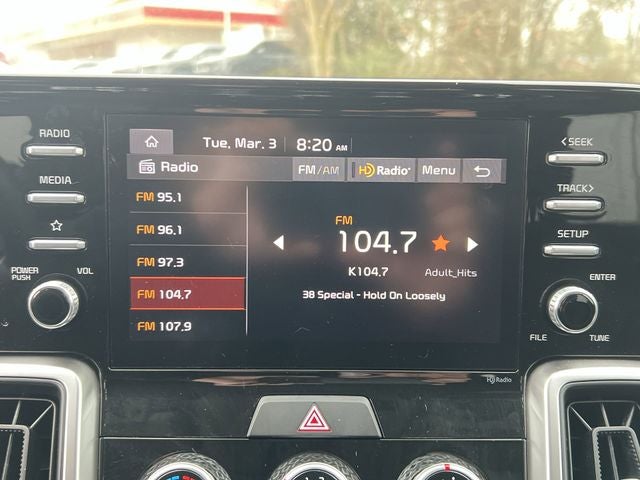 RADIO
MEDIA
POWER
PUSH
VOL
Tue, Mar. 3 8:20 AM
Radio FM/AM HD Radio Menu
FM 95.1
FM 96.1
FM 97.3
FM 104.7
FM 107.9
FM
104.7
K104.7 Adult_Hits
38 Special - Hold On Loosely
<SEEK
TRACK>
SETUP
ENTER
FILE TUNE
HD Radio